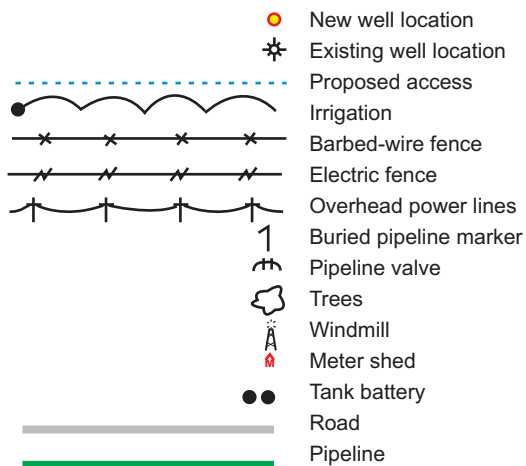 New well location
Existing well location
Proposed access
Irrigation
Barbed-wire fence
Electric fence
Overhead power lines
Buried pipeline marker
Pipeline valve
Trees
Windmill
M Meter shed
Tank battery
Road
Pipeline